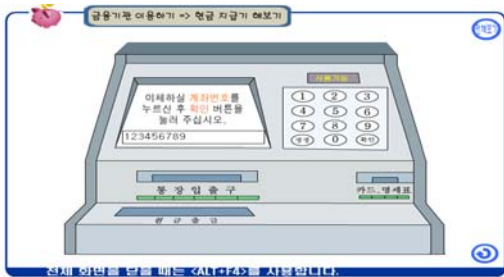 금융기관 이용하기 => 현금 지급기 해보기
사용가능
이체하실 계좌번호를
누르신 후 확인 버튼을
눌러 주십시오.
123456789
1 2 3
4 5 6
7 8 9
정정 0 확인
통장입출구
카드, 명세표
현금출금
전체 화면을 닫을 때는 <ALT+F4>를 사용합니다.